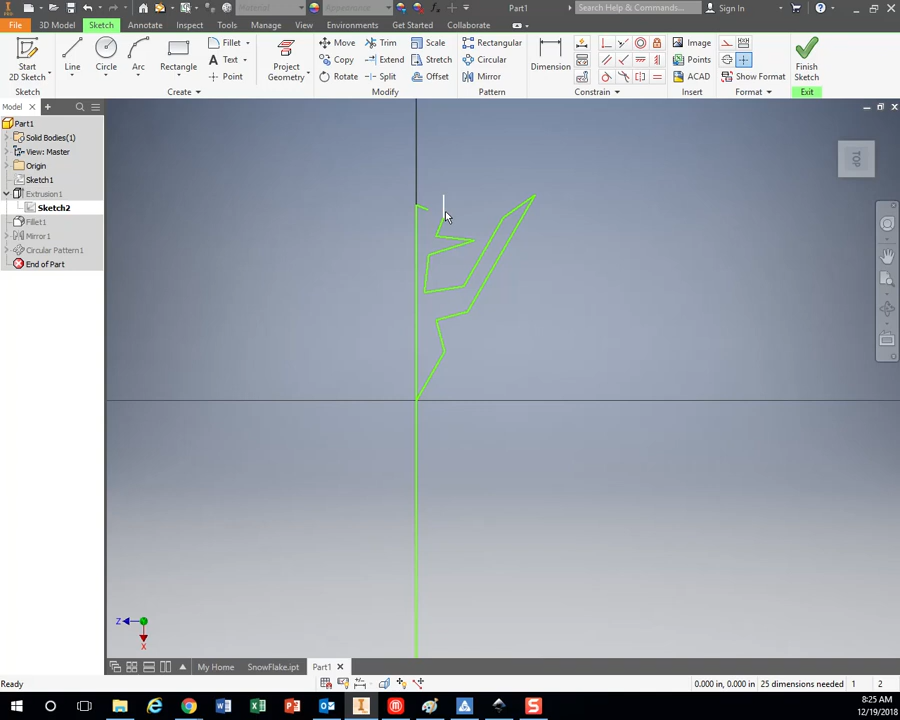 Part1
Search Help & Commands...
Sign In
File
3D Model
Sketch
Annotate
Inspect
Tools
Manage
View
Environments
Get Started
Collaborate
Material
Appearance
Start
2D Sketch
Line
Circle
Arc
Rectangle
Fillet
Text
Point
Project
Geometry
Move
Copy
Rotate
Trim
Extend
Split
Scale
Stretch
Offset
Rectangular
Circular
Mirror
Dimension
Image
Points
ACAD
Show Format
Finish
Sketch
Sketch
Create
Modify
Pattern
Constrain
Insert
Format
Exit
Model
Part1
Solid Bodies(1)
View: Master
Origin
Sketch1
Extrusion1
Sketch2
Fillet1
Mirror1
Circular Pattern1
End of Part
TOP
Z
X
My Home
SnowFlake.ipt
Part1
Ready
0.000 in, 0.000 in
25 dimensions needed
1
2
8:25 AM
12/19/2018